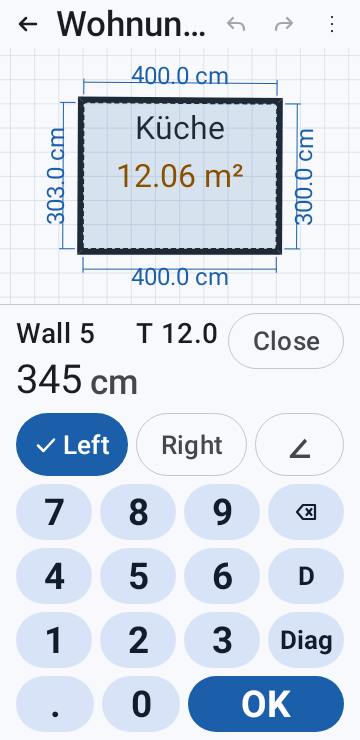 Wohnun...
400.0 cm
Küche
12.06 m²
303.0 cm
300.0 cm
400.0 cm
Wall 5 T 12.0 Close
345 cm
Left Right
7 8 9
4 5 6 D
1 2 3 Diag
. 0 OK